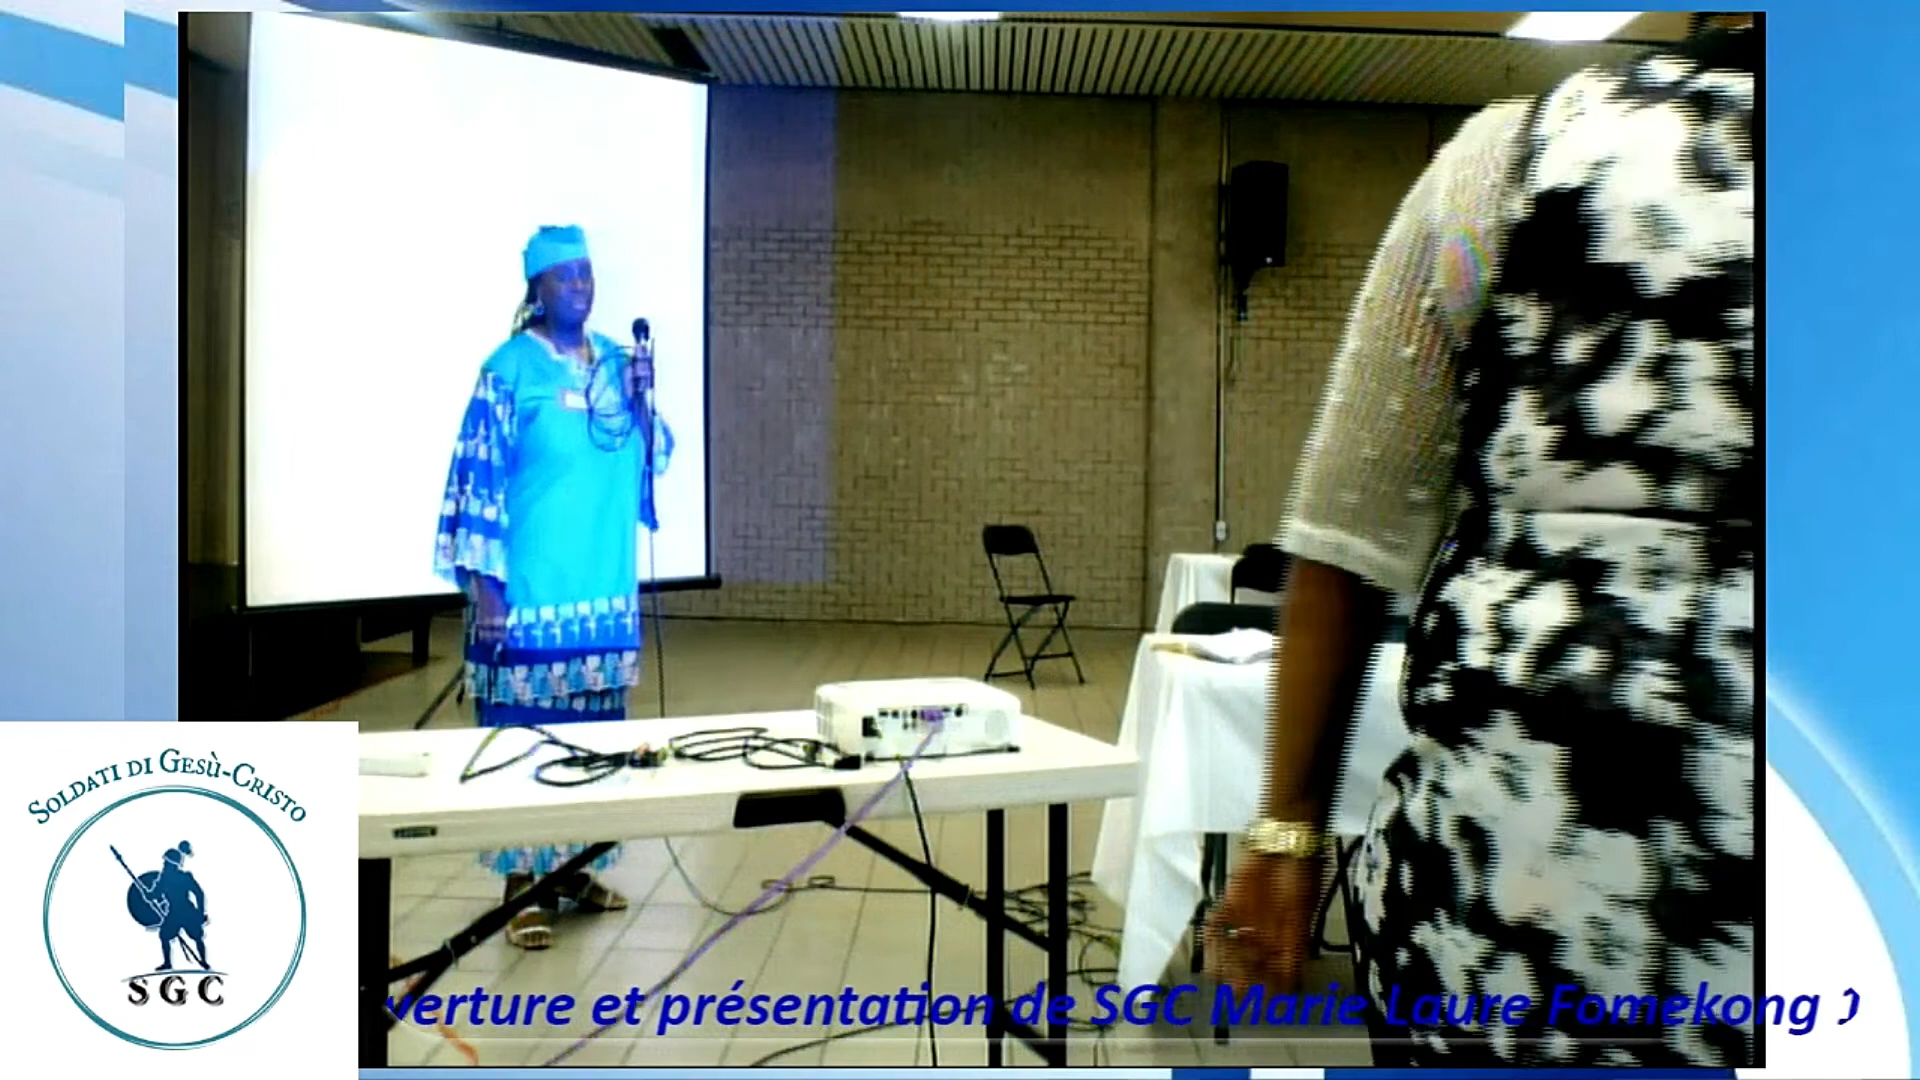 SOLDATI DI GESÙ-CRISTO
SGC
verture et présentation de SGC Marie Laure Fomekong